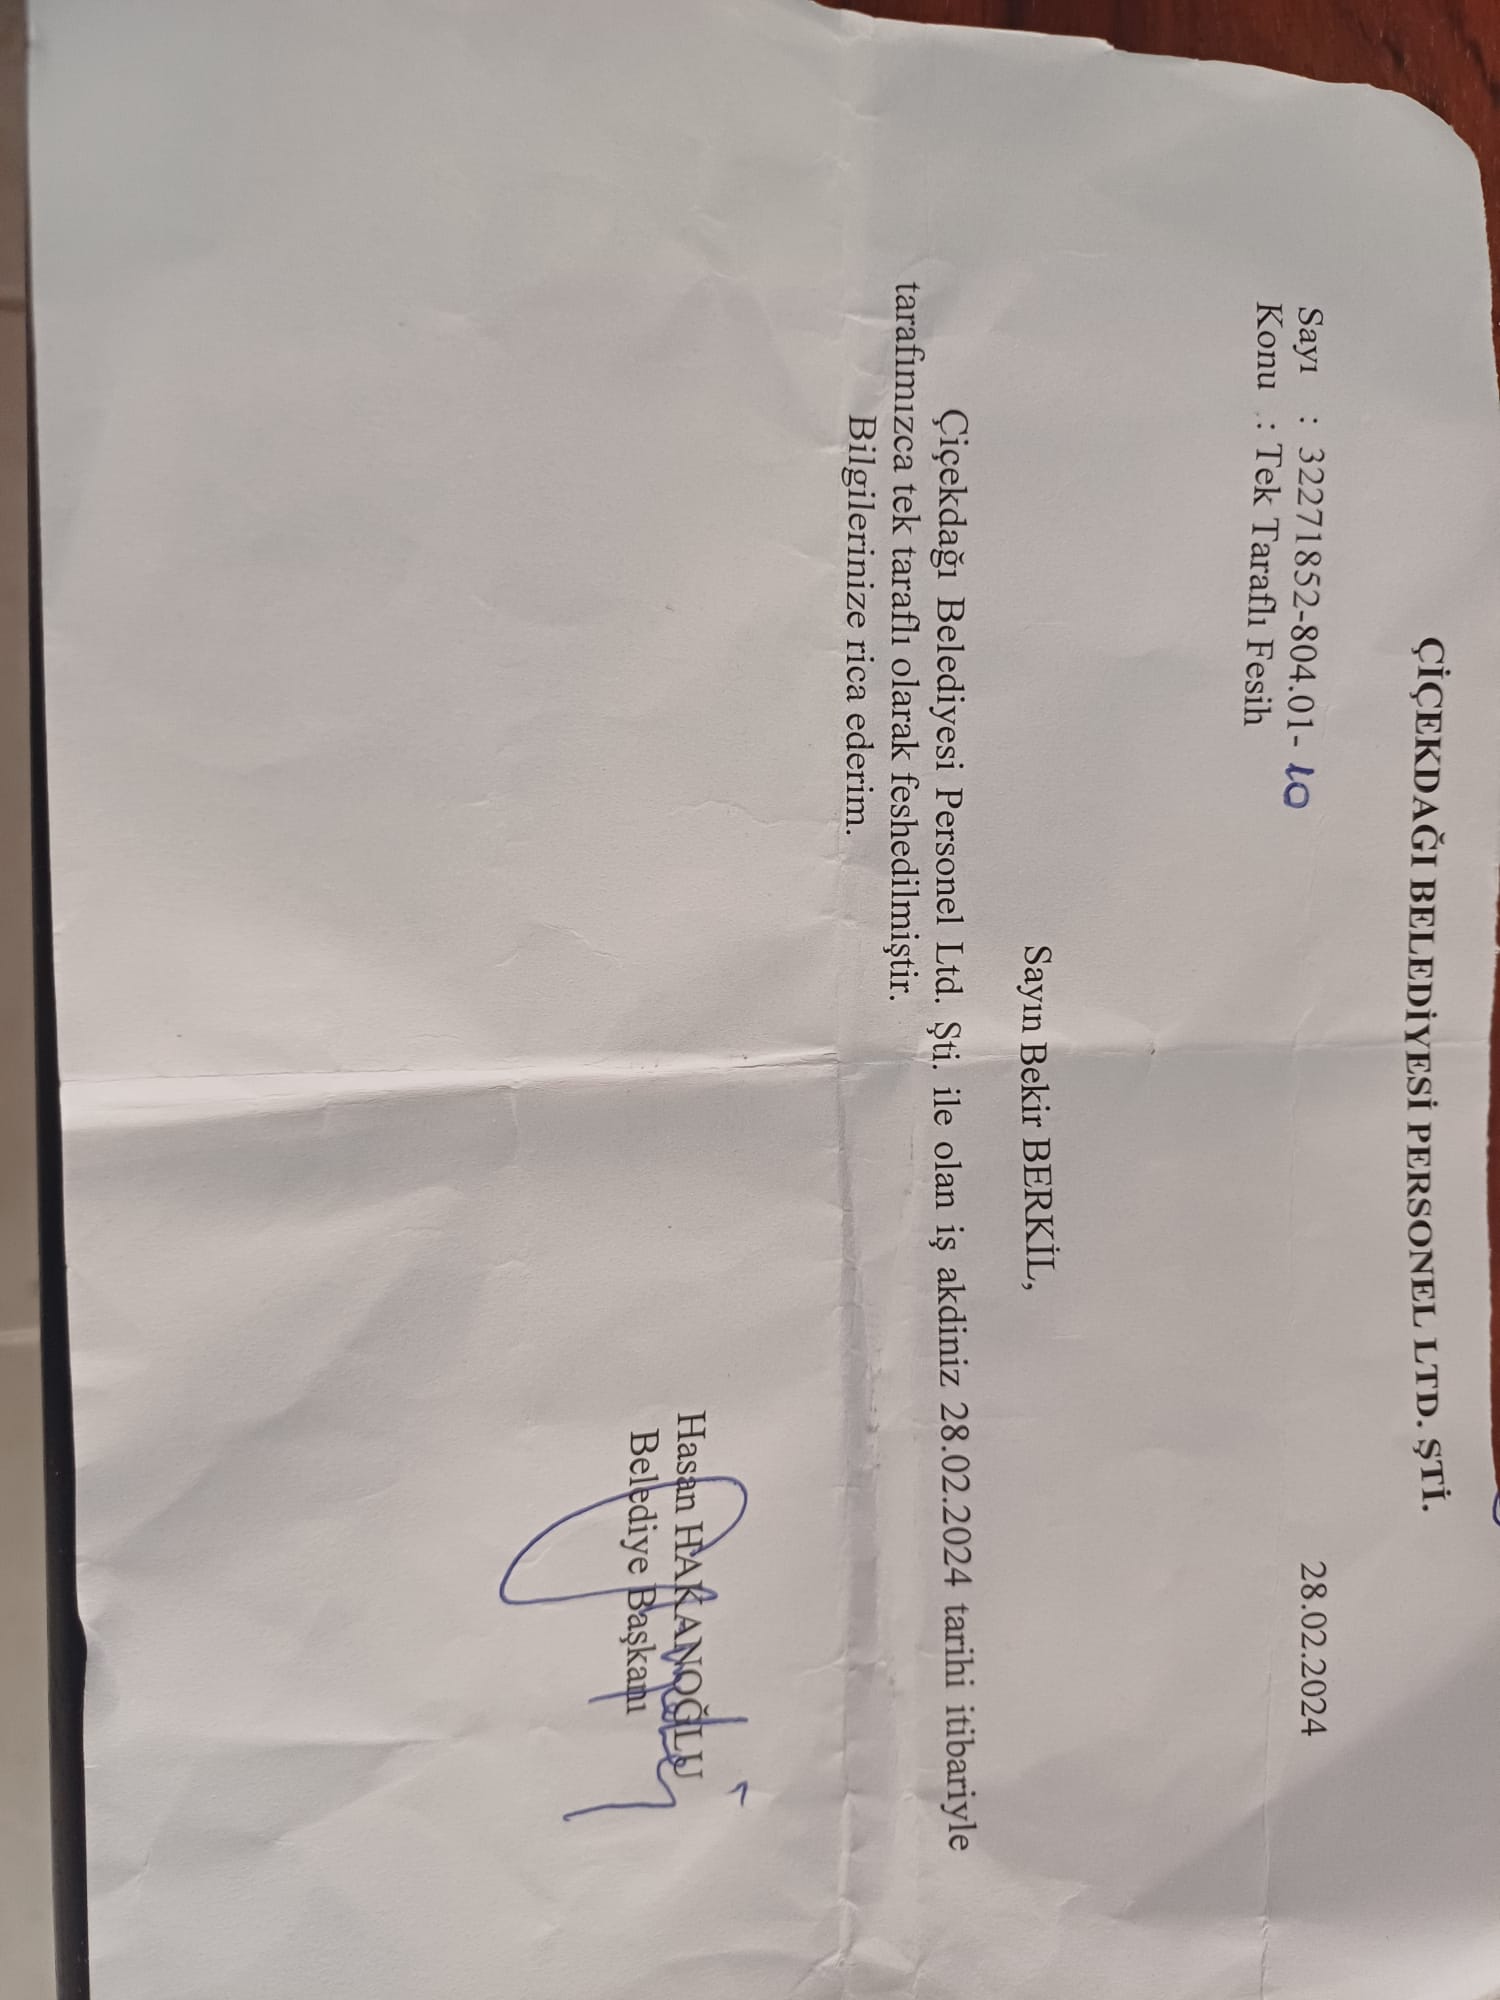 ÇİÇEKDAĞI BELEDİYESİ PERSONEL LTD. ŞTİ.
Sayı : 32271852-804.01- 10 28.02.2024
Konu : Tek Taraflı Fesih
Sayın Bekir BERKİL,
Çiçekdağı Belediyesi Personel Ltd. Şti. ile olan iş akdiniz 28.02.2024 tarihi itibariyle
tarafımızca tek taraflı olarak feshedilmiştir.
Bilgilerinize rica ederim.
Hasan HAKANOĞLU
Belediye Başkanı